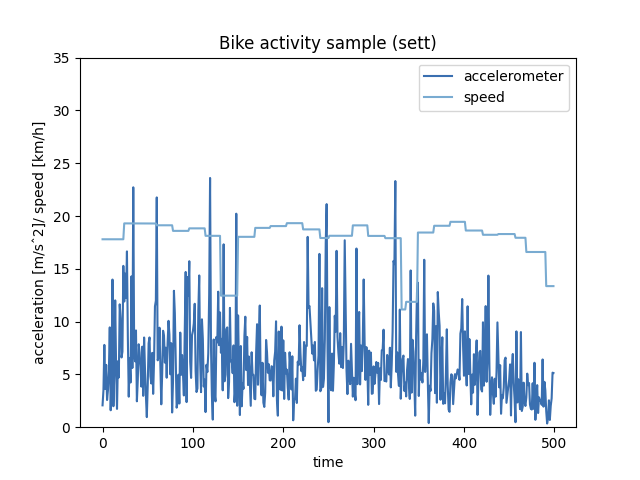 Bike activity sample (sett)
accelerometer
speed
acceleration [m/s^2]/ speed [km/h]
35
30
25
20
15
10
5
0
0 100 200 300 400 500
time